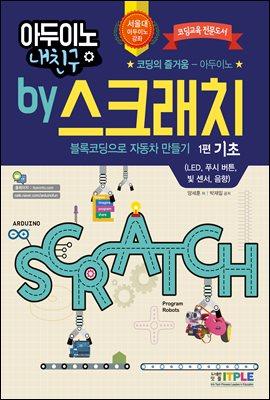 아두이노
내친구
서울대
아두이노
강좌
코딩교육 전문도서
코딩의 즐거움 – 아두이노
by 스크래치
블록코딩으로 자동차 만들기 1편 기초
(LED, 푸시 버튼,
빛 센서, 음향)
양세훈 저 | 박재일 감수
ARDUINO
SCRATCH
Imagine
program
share
Program
Robots
ITPLE